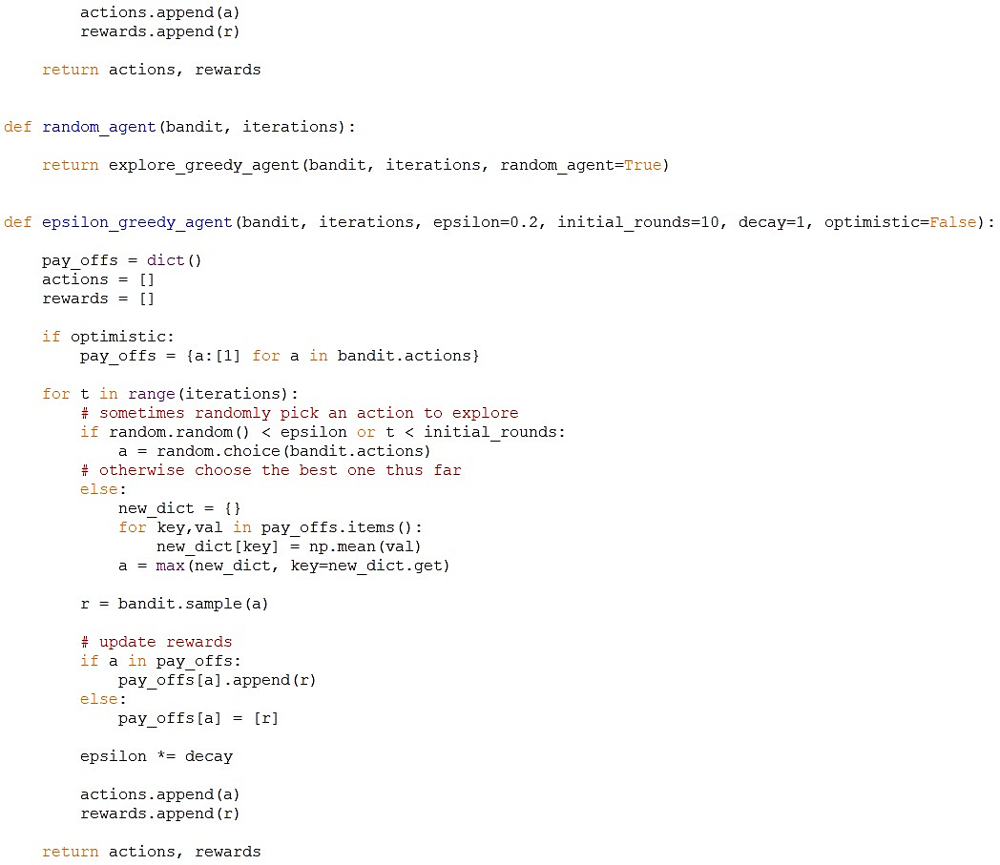 actions.append(a)
        rewards.append(r)

    return actions, rewards


def random_agent(bandit, iterations):

    return explore_greedy_agent(bandit, iterations, random_agent=True)


def epsilon_greedy_agent(bandit, iterations, epsilon=0.2, initial_rounds=10, decay=1, optimistic=False):

    pay_offs = dict()
    actions = []
    rewards = []

    if optimistic:
        pay_offs = {a:[1] for a in bandit.actions}

    for t in range(iterations):
        # sometimes randomly pick an action to explore
        if random.random() < epsilon or t < initial_rounds:
            a = random.choice(bandit.actions)
        # otherwise choose the best one thus far
        else:
            new_dict = {}
            for key,val in pay_offs.items():
                new_dict[key] = np.mean(val)
            a = max(new_dict, key=new_dict.get)

        r = bandit.sample(a)

        # update rewards
        if a in pay_offs:
            pay_offs[a].append(r)
        else:
            pay_offs[a] = [r]

        epsilon *= decay

        actions.append(a)
        rewards.append(r)

    return actions, rewards